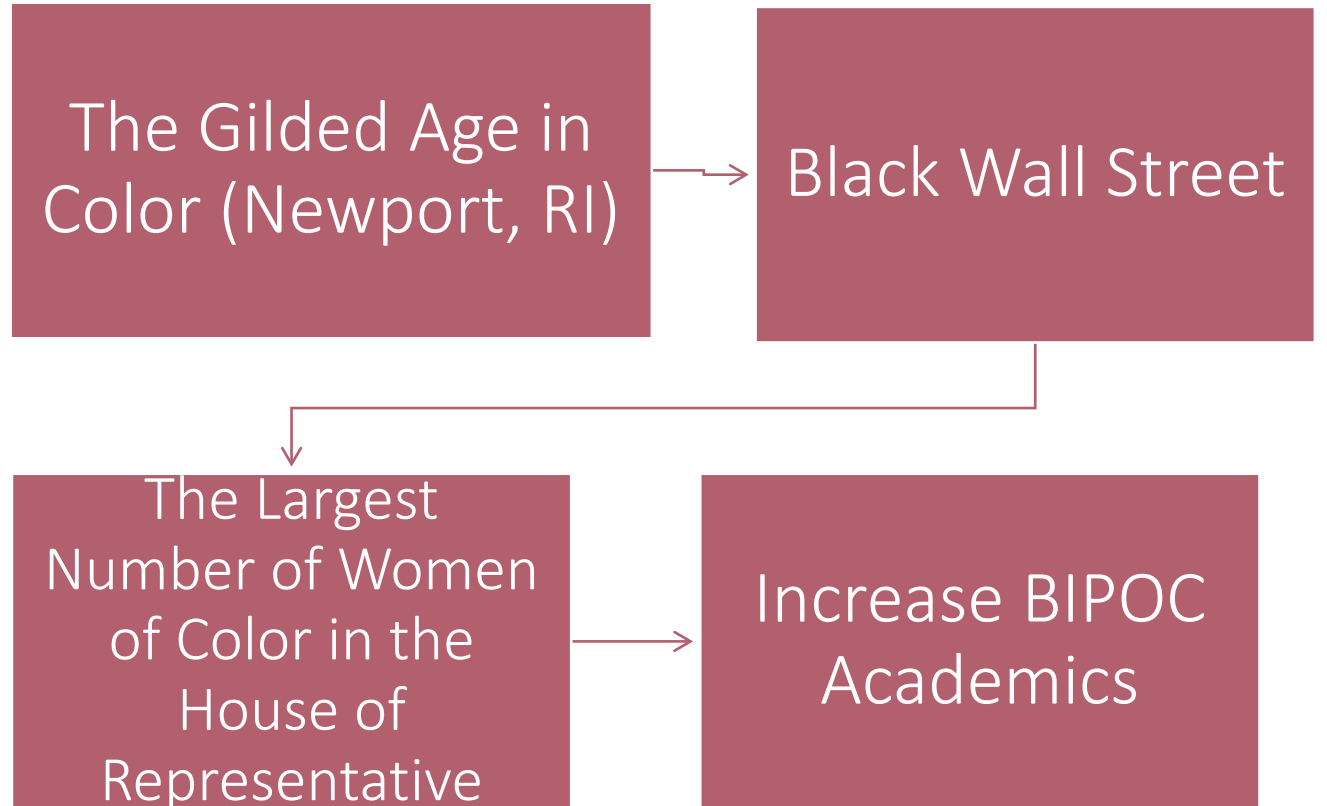 The Gilded Age in
Color (Newport, RI)
Black Wall Street
The Largest
Number of Women
of Color in the
House of
Representative
Increase BIPOC
Academics